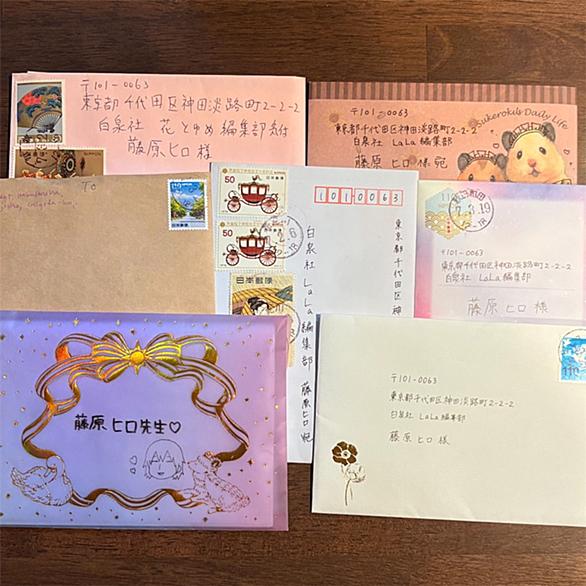 〒101-0063
東京都千代田区神田淡路町2-2-2
白泉社 花とゆめ編集部気付
藤原ヒロ様
Sukeroku's Daily Life
〒101-0063
東京都千代田区神田淡路町2-2-2
白泉社 LaLa編集部
藤原ヒロ様宛
TO
110
日本郵便
50
50
日本郵便
101-0063
東京都千代田区神
白泉社LaLa編集部 藤原ヒロ宛
〒101-0063
東京都千代田区神田淡路町2-2-2
白泉社 LaLa編集部
藤原ヒロ様
藤原ヒロ先生♡
〒101-0063
東京都千代田区神田淡路町2-2-2
白泉社 LaLa編集部
藤原ヒロ様
110